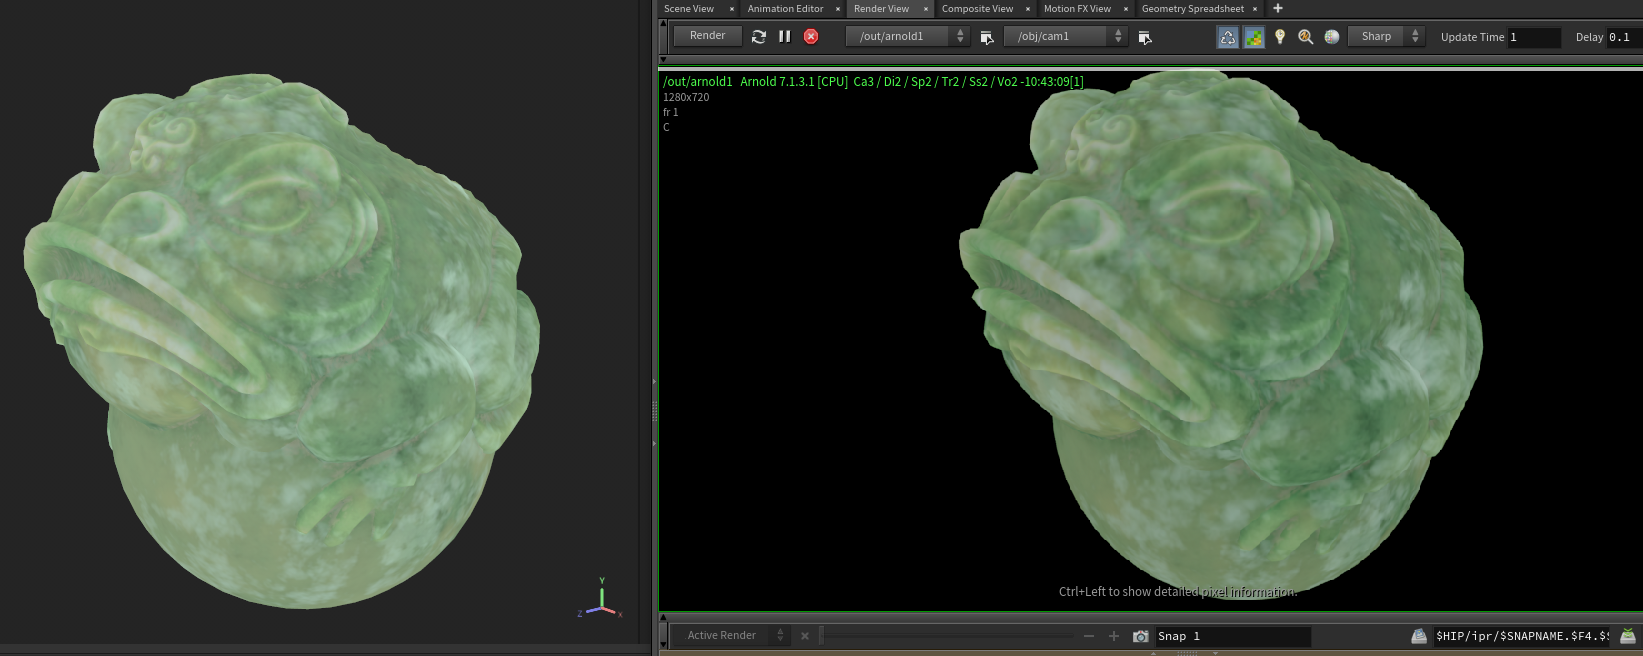 Scene View × Animation Editor × Render View × Composite View × Motion FX View × Geometry Spreadsheet × +
Render /out/arnold1 /obj/cam1 Sharp Update Time 1 Delay 0.1
/out/arnold1 Arnold 7.1.3.1 [CPU] Ca3 / Di2 / Sp2 / Tr2 / Ss2 / Vo2 -10:43:09[1]
1280x720
fr 1
C
Y
Z X
Ctrl+Left to show detailed pixel information.
Active Render Snap 1 $HIP/ipr/$SNAPNAME.$F4.$